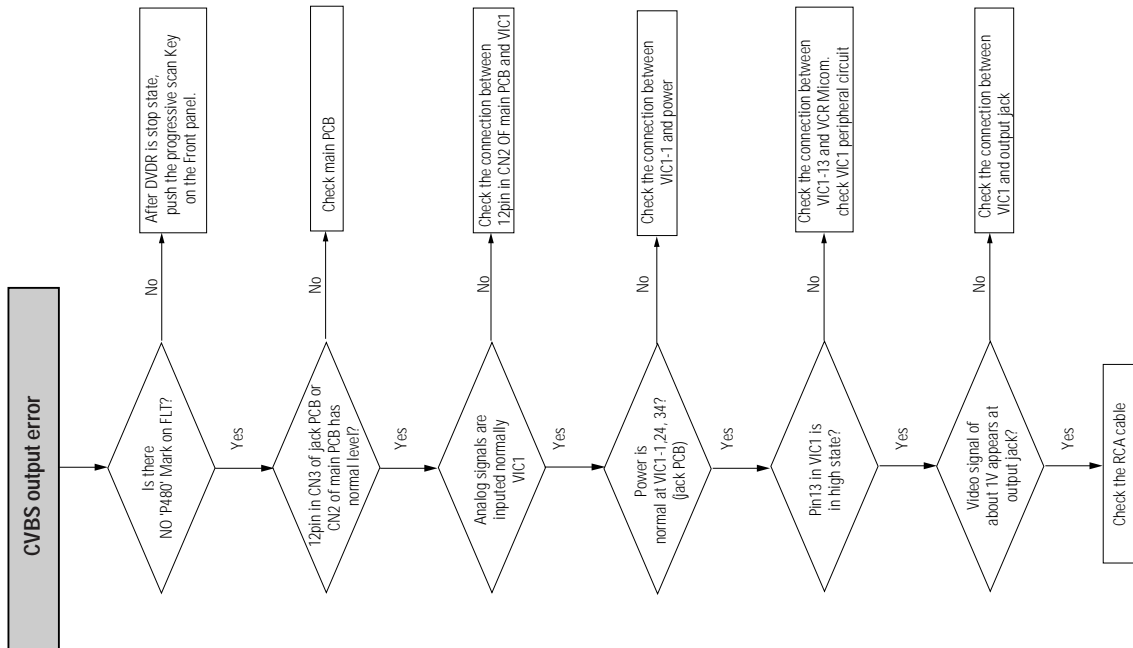 CVBS output error
Is there
NO 'P480' Mark on FLT?
No
After DVDR is stop state,
push the progressive scan Key
on the Front panel.
Yes
12pin in CN3 of jack PCB or
CN2 of main PCB has
normal level?
No
Check main PCB
Yes
Analog signals are
inputed normally
VIC1
No
Check the connection between
12pin in CN2 OF main PCB and VIC1
Yes
Power is
normal at VIC1-1,24, 34?
(jack PCB)
No
Check the connection between
VIC1-1 and power
Yes
Pin13 in VIC1 is
in high state?
No
Check the connection between
VIC1-13 and VCR Micom.
check VIC1 peripheral circuit
Yes
Video signal of
about 1V appears at
output jack?
No
Check the connection between
VIC1 and output jack
Yes
Check the RCA cable